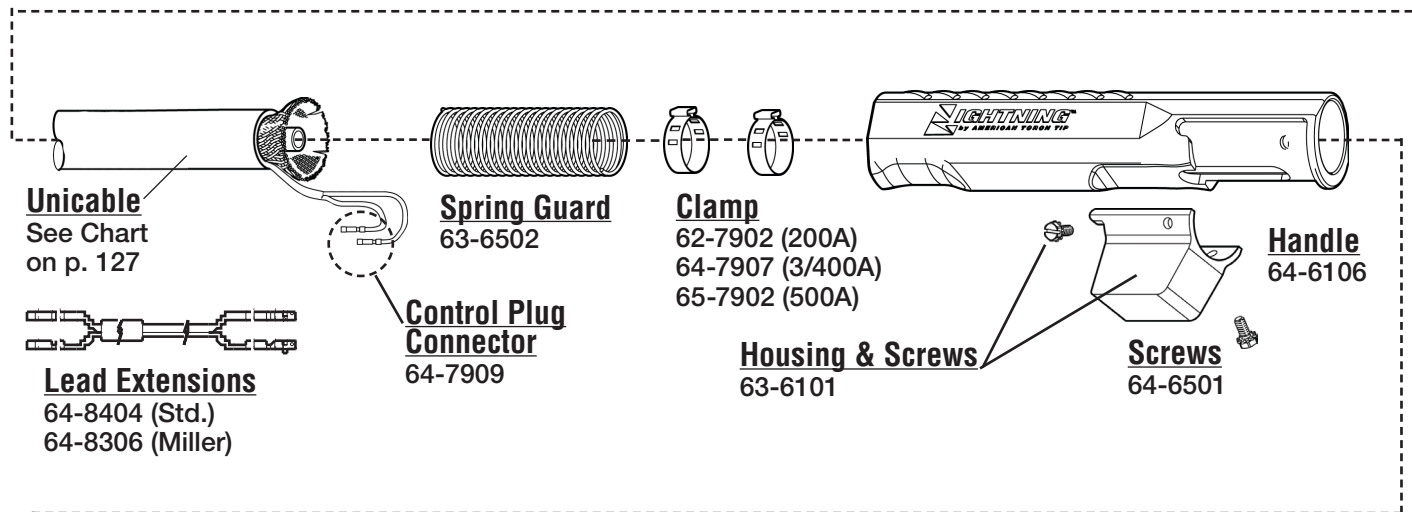 LIGHTNING™
by AMERICAN TORCH TIP
Unicable
See Chart
on p. 127
Spring Guard
63-6502
Clamp
62-7902 (200A)
64-7907 (3/400A)
65-7902 (500A)
Handle
64-6106
Control Plug
Connector
64-7909
Housing & Screws
63-6101
Screws
64-6501
Lead Extensions
64-8404 (Std.)
64-8306 (Miller)